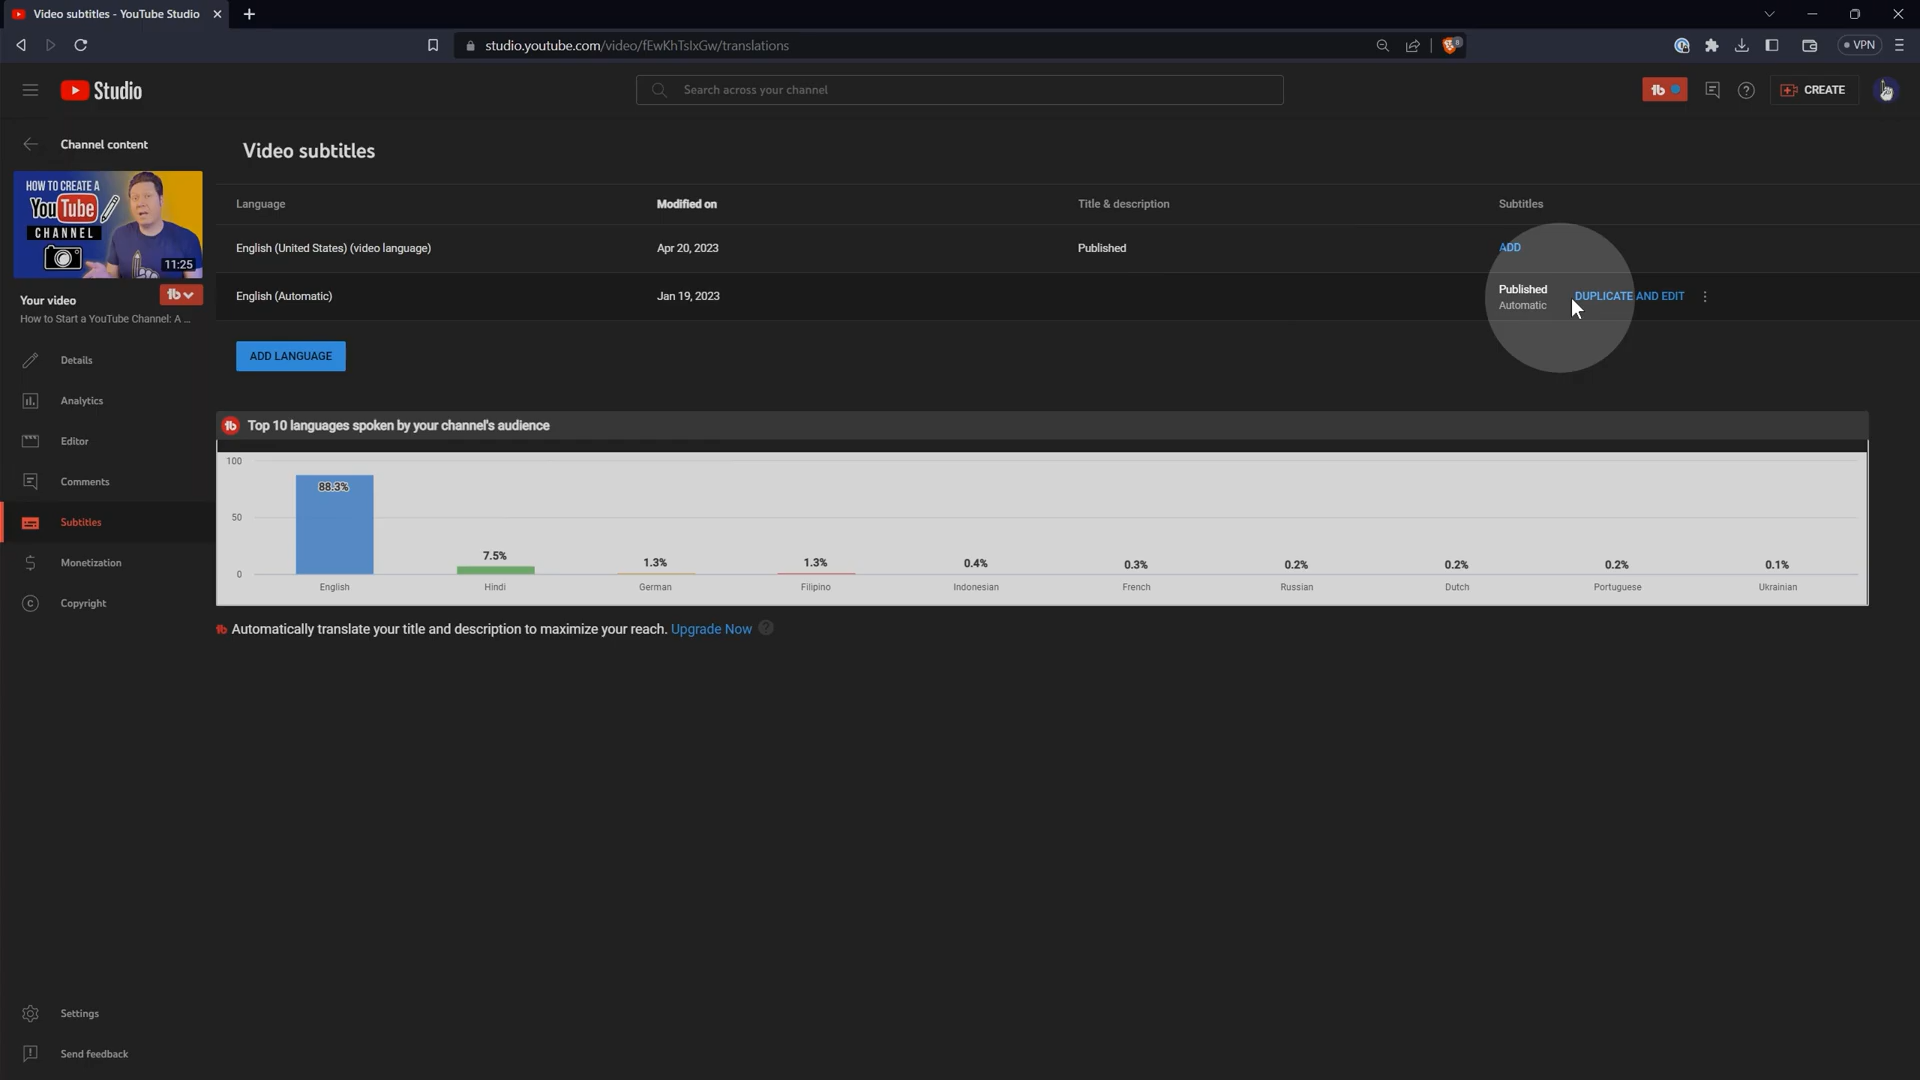 Video subtitles - YouTube Studio
studio.youtube.com/video/fEwKhTslxGw/translations
8
VPN
Studio
Search across your channel
tb
CREATE
Channel content
HOW TO CREATE A
YouTube
CHANNEL
11:25
Your video
tb
How to Start a YouTube Channel: A ...
Details
Analytics
Editor
Comments
Subtitles
Monetization
Copyright
Settings
Send feedback
Video subtitles
Language Modified on Title & description Subtitles
English (United States) (video language) Apr 20, 2023 Published ADD
English (Automatic) Jan 19, 2023 Published DUPLICATE AND EDIT
Automatic
ADD LANGUAGE
tb Top 10 languages spoken by your channel's audience
100
50
0
88.3% 7.5% 1.3% 1.3% 0.4% 0.3% 0.2% 0.2% 0.2% 0.1%
English Hindi German Filipino Indonesian French Russian Dutch Portuguese Ukrainian
tb Automatically translate your title and description to maximize your reach. Upgrade Now ?